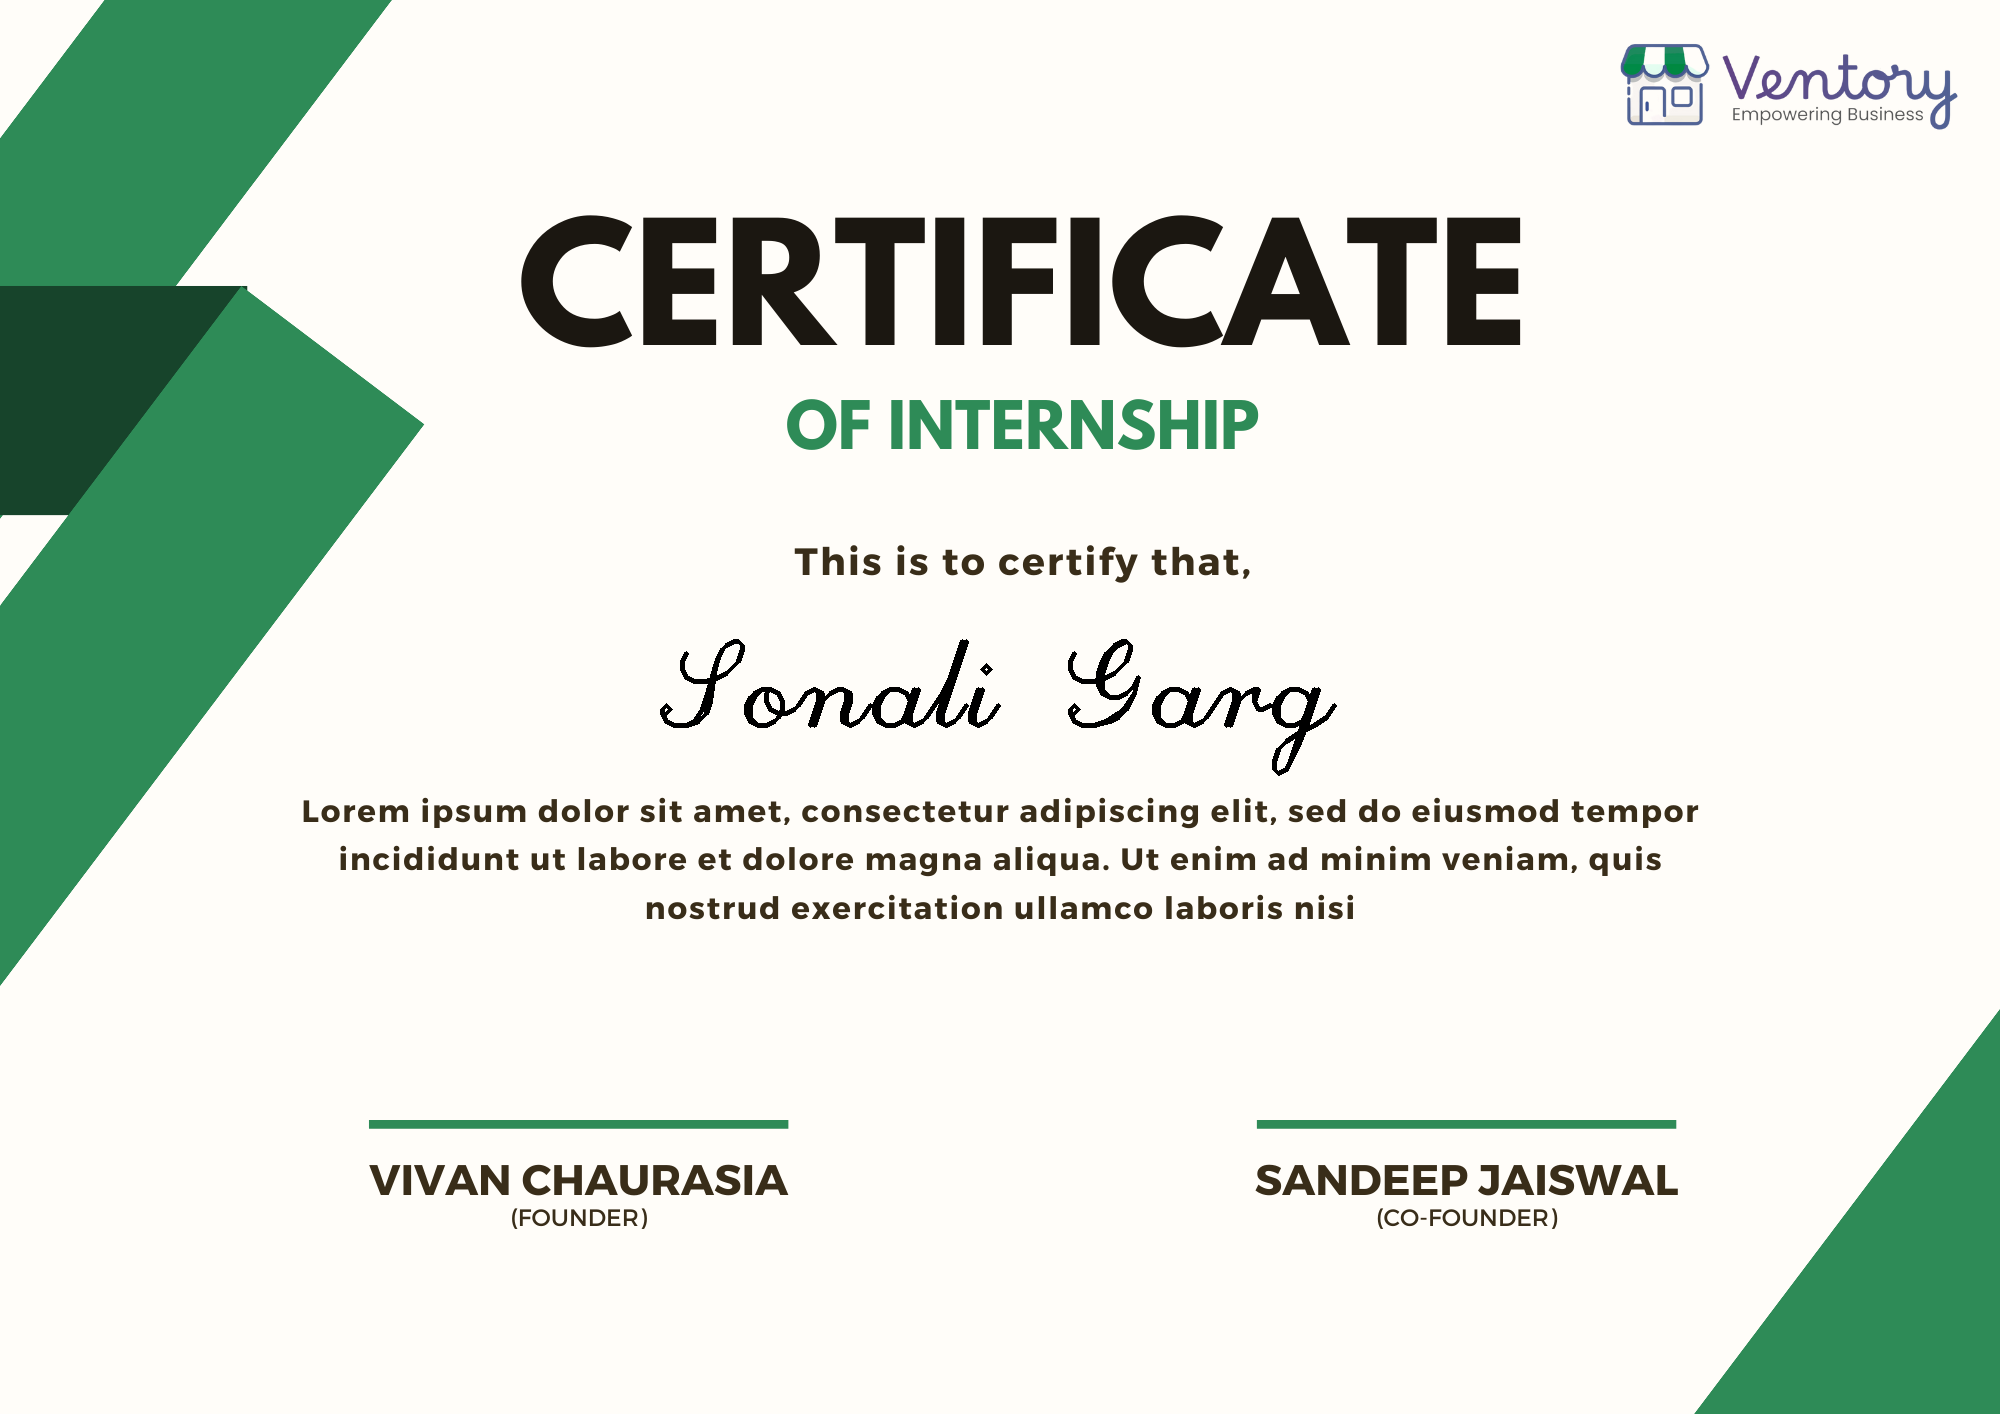 Ventory
Empowering Business
CERTIFICATE
OF INTERNSHIP
This is to certify that,
Sonali Garg
Lorem ipsum dolor sit amet, consectetur adipiscing elit, sed do eiusmod tempor
incididunt ut labore et dolore magna aliqua. Ut enim ad minim veniam, quis
nostrud exercitation ullamco laboris nisi
VIVAN CHAURASIA
(FOUNDER)
SANDEEP JAISWAL
(CO-FOUNDER)